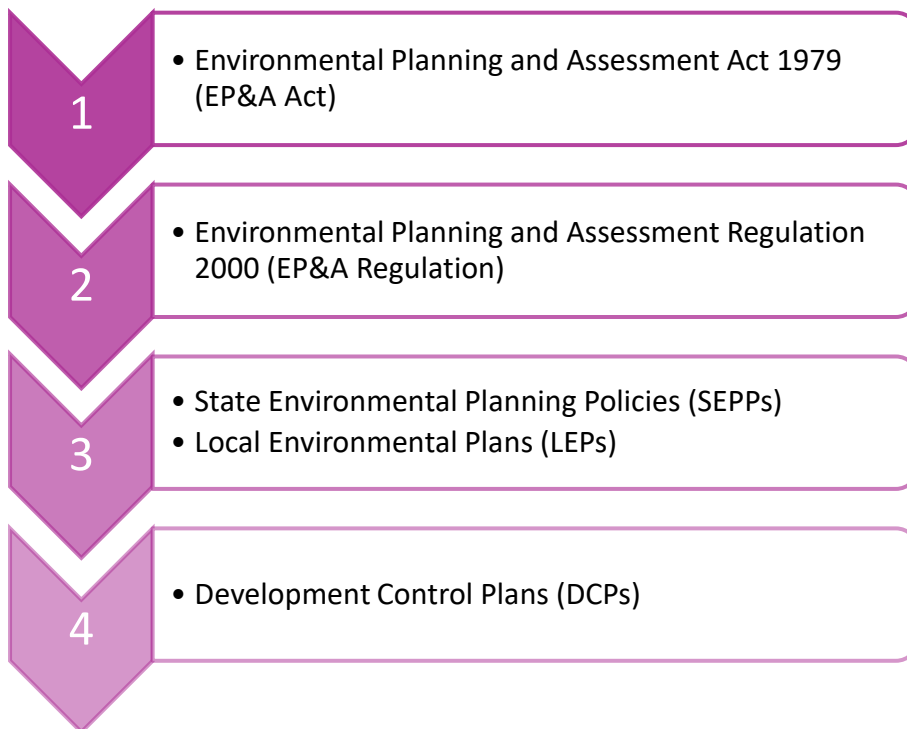 1
• Environmental Planning and Assessment Act 1979
(EP&A Act)
2
• Environmental Planning and Assessment Regulation
2000 (EP&A Regulation)
3
• State Environmental Planning Policies (SEPPs)
• Local Environmental Plans (LEPs)
4
• Development Control Plans (DCPs)